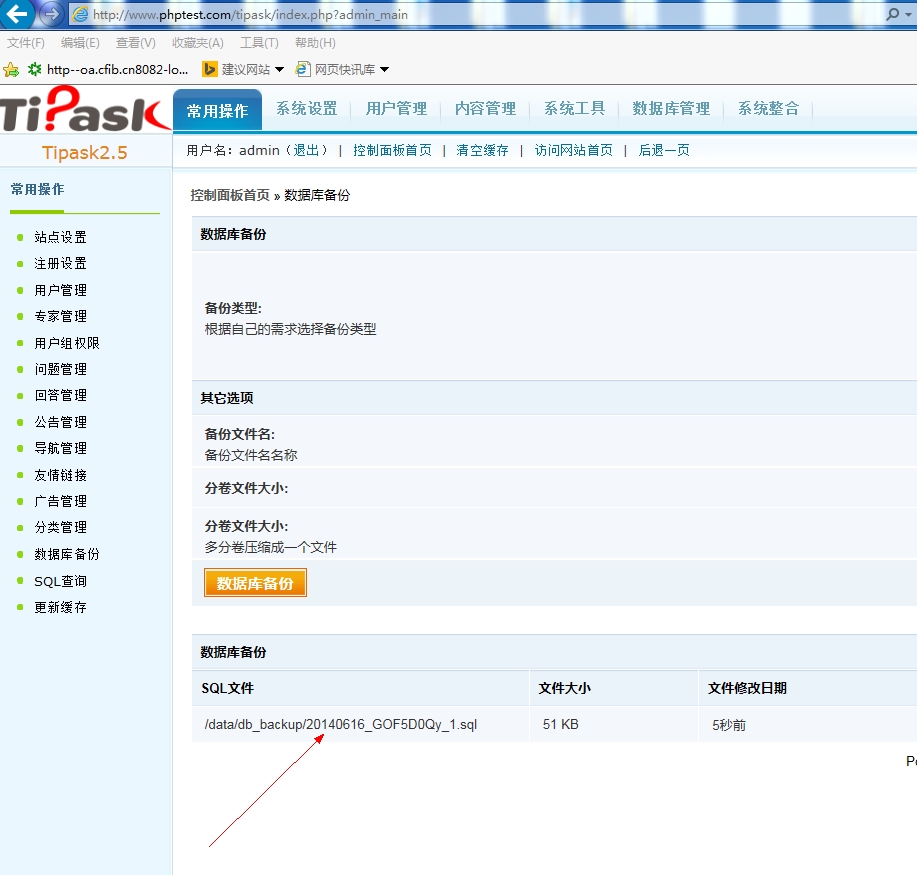 http://www.phptest.com/tipask/index.php?admin_main
文件(F) 编辑(E) 查看(V) 收藏夹(A) 工具(T) 帮助(H)
http--oa.cfib.cn8082-lo... 建议网站 网页快讯库
TiPask 常用操作 系统设置 用户管理 内容管理 系统工具 数据库管理 系统整合
Tipask2.5
用户名：admin（退出） | 控制面板首页 | 清空缓存 | 访问网站首页 | 后退一页
常用操作
站点设置
注册设置
用户管理
专家管理
用户组权限
问题管理
回答管理
公告管理
导航管理
友情链接
广告管理
分类管理
数据库备份
SQL查询
更新缓存
控制面板首页 » 数据库备份
数据库备份
备份类型:
根据自己的需求选择备份类型
其它选项
备份文件名:
备份文件名名称
分卷文件大小:
分卷文件大小:
多分卷压缩成一个文件
数据库备份
数据库备份
SQL文件 文件大小 文件修改日期
/data/db_backup/20140616_GOF5D0Qy_1.sql 51 KB 5秒前